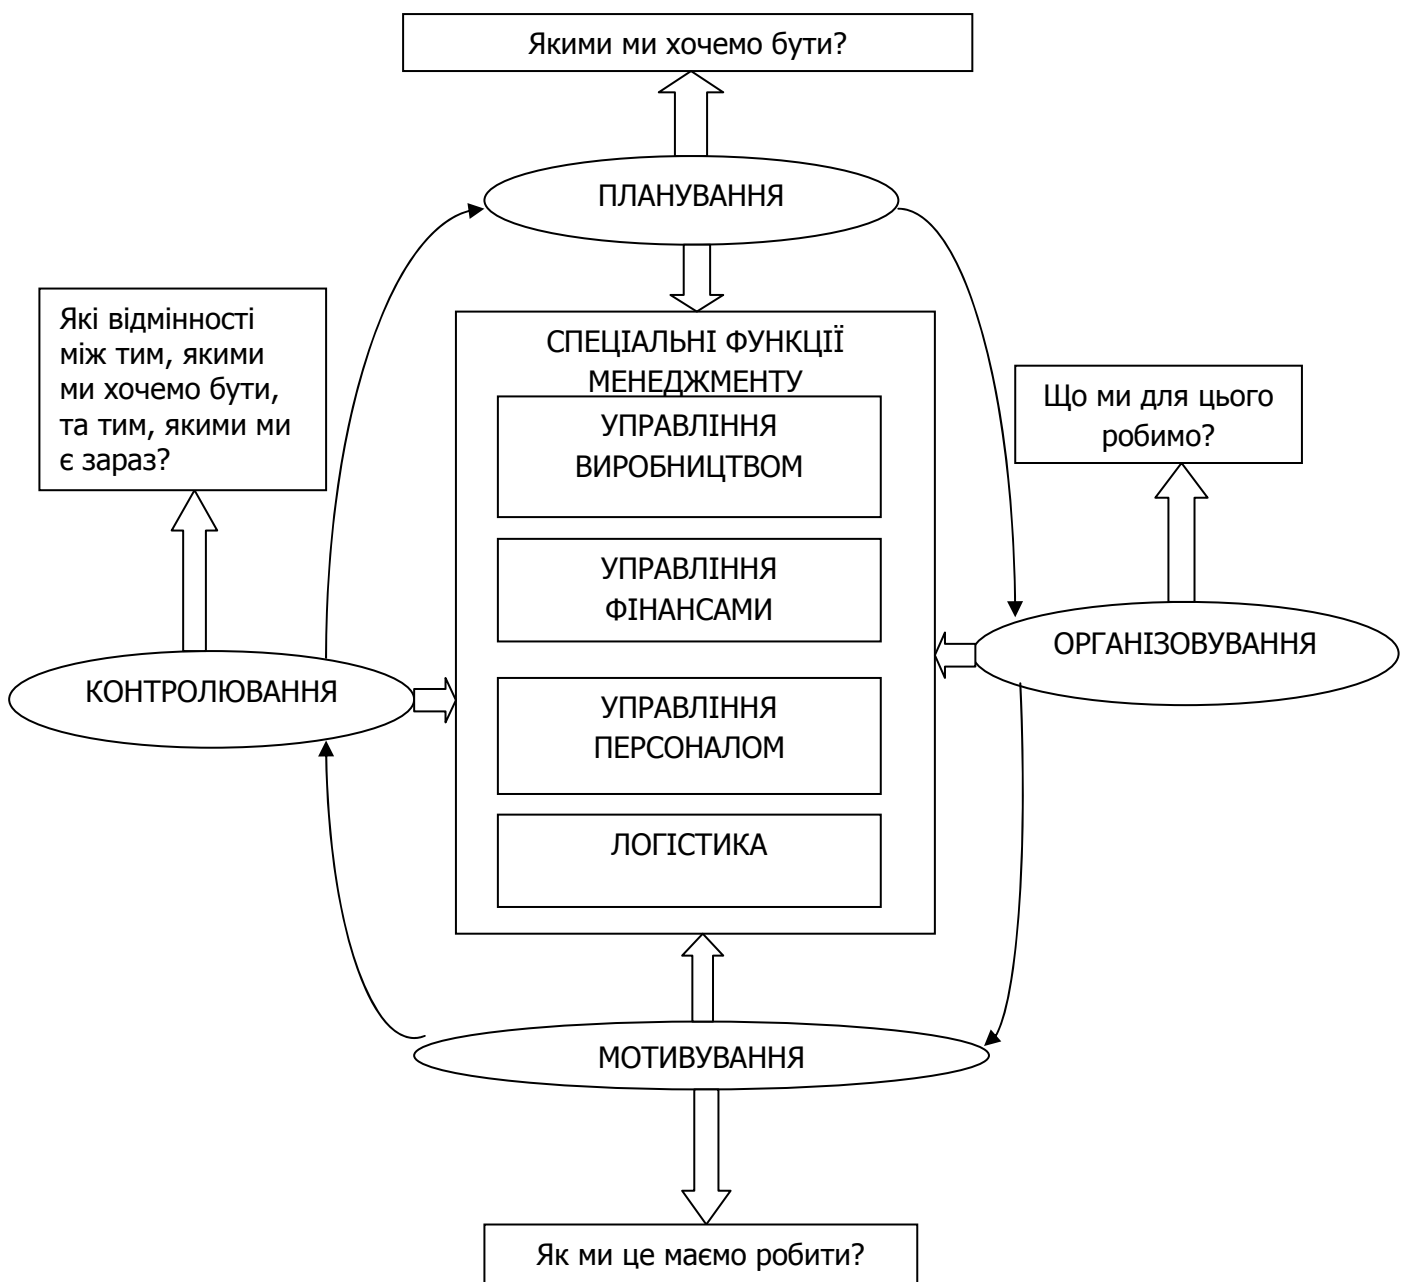 Якими ми хочемо бути?
ПЛАНУВАННЯ
Які відмінності
між тим, якими
ми хочемо бути,
та тим, якими ми
є зараз?
СПЕЦІАЛЬНІ ФУНКЦІЇ
МЕНЕДЖМЕНТУ
УПРАВЛІННЯ
ВИРОБНИЦТВОМ
УПРАВЛІННЯ
ФІНАНСАМИ
УПРАВЛІННЯ
ПЕРСОНАЛОМ
ЛОГІСТИКА
Що ми для цього
робимо?
ОРГАНІЗОВУВАННЯ
КОНТРОЛЮВАННЯ
МОТИВУВАННЯ
Як ми це маємо робити?